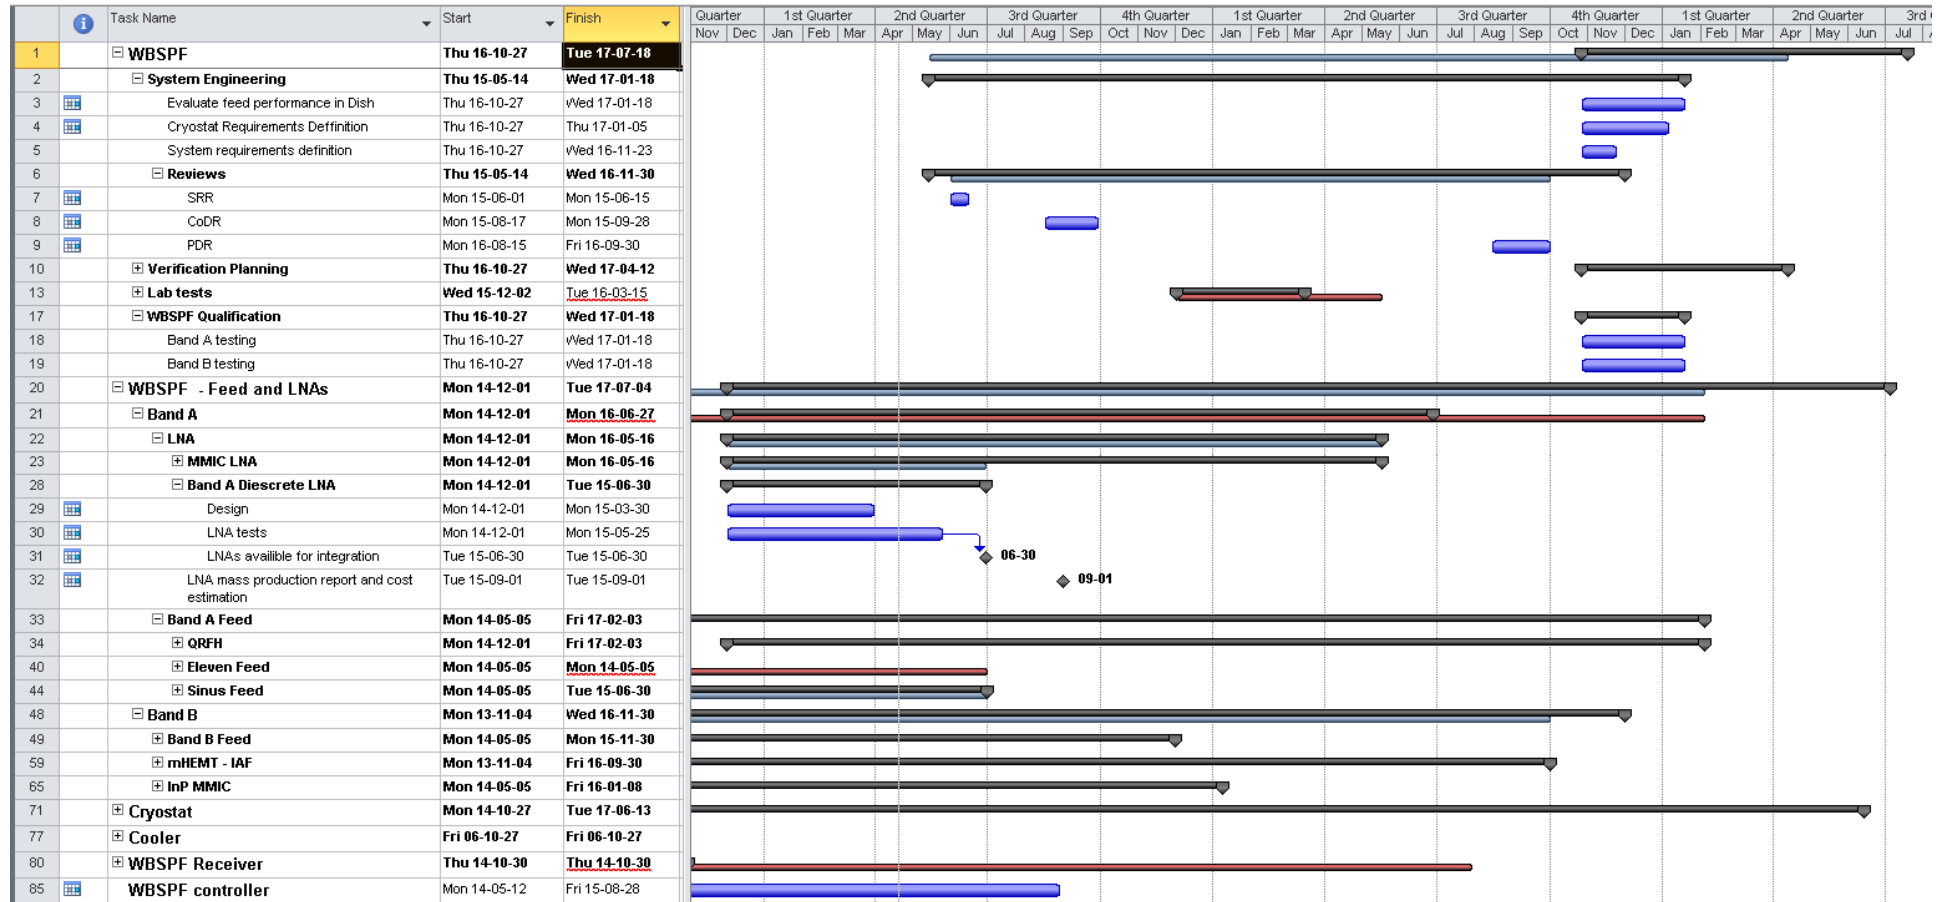 Task Name Start Finish
Quarter 1st Quarter 2nd Quarter 3rd Quarter 4th Quarter 1st Quarter 2nd Quarter 3rd Quarter 4th Quarter 1st Quarter 2nd Quarter 3rd
Nov Dec Jan Feb Mar Apr May Jun Jul Aug Sep Oct Nov Dec Jan Feb Mar Apr May Jun Jul Aug Sep Oct Nov Dec Jan Feb Mar Apr May Jun Jul
1 WBSPF Thu 16-10-27 Tue 17-07-18
2 System Engineering Thu 15-05-14 Wed 17-01-18
3 Evaluate feed performance in Dish Thu 16-10-27 Wed 17-01-18
4 Cryostat Requirements Deffinition Thu 16-10-27 Thu 17-01-05
5 System requirements definition Thu 16-10-27 Wed 16-11-23
6 Reviews Thu 15-05-14 Wed 16-11-30
7 SRR Mon 15-06-01 Mon 15-06-15
8 CoDR Mon 15-08-17 Mon 15-09-28
9 PDR Mon 16-08-15 Fri 16-09-30
10 Verification Planning Thu 16-10-27 Wed 17-04-12
13 Lab tests Wed 15-12-02 Tue 16-03-15
17 WBSPF Qualification Thu 16-10-27 Wed 17-01-18
18 Band A testing Thu 16-10-27 Wed 17-01-18
19 Band B testing Thu 16-10-27 Wed 17-01-18
20 WBSPF - Feed and LNAs Mon 14-12-01 Tue 17-07-04
21 Band A Mon 14-12-01 Mon 16-06-27
22 LNA Mon 14-12-01 Mon 16-05-16
23 MMIC LNA Mon 14-12-01 Mon 16-05-16
28 Band A Diescrete LNA Mon 14-12-01 Tue 15-06-30
29 Design Mon 14-12-01 Mon 15-03-30
30 LNA tests Mon 14-12-01 Mon 15-05-25
31 LNAs availible for integration Tue 15-06-30 Tue 15-06-30 06-30
32 LNA mass production report and cost Tue 15-09-01 Tue 15-09-01 09-01
estimation
33 Band A Feed Mon 14-05-05 Fri 17-02-03
34 QRFH Mon 14-12-01 Fri 17-02-03
40 Eleven Feed Mon 14-05-05 Mon 14-05-05
44 Sinus Feed Mon 14-05-05 Tue 15-06-30
48 Band B Mon 13-11-04 Wed 16-11-30
49 Band B Feed Mon 14-05-05 Mon 15-11-30
59 mHEMT - IAF Mon 13-11-04 Fri 16-09-30
65 InP MMIC Mon 14-05-05 Fri 16-01-08
71 Cryostat Mon 14-10-27 Tue 17-06-13
77 Cooler Fri 06-10-27 Fri 06-10-27
80 WBSPF Receiver Thu 14-10-30 Thu 14-10-30
85 WBSPF controller Mon 14-05-12 Fri 15-08-28